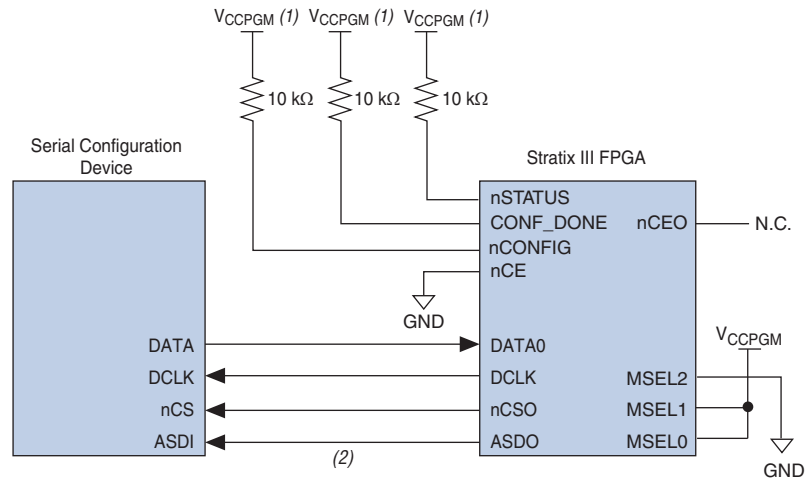 VCCPGM (1) VCCPGM (1) VCCPGM (1)
10 kΩ 10 kΩ 10 kΩ
Serial Configuration
Device
Stratix III FPGA
nSTATUS
CONF_DONE nCEO N.C.
nCONFIG
nCE
GND
VCCPGM
DATA DATA0
DCLK DCLK MSEL2
nCS nCSO MSEL1
ASDI (2) ASDO MSEL0
GND